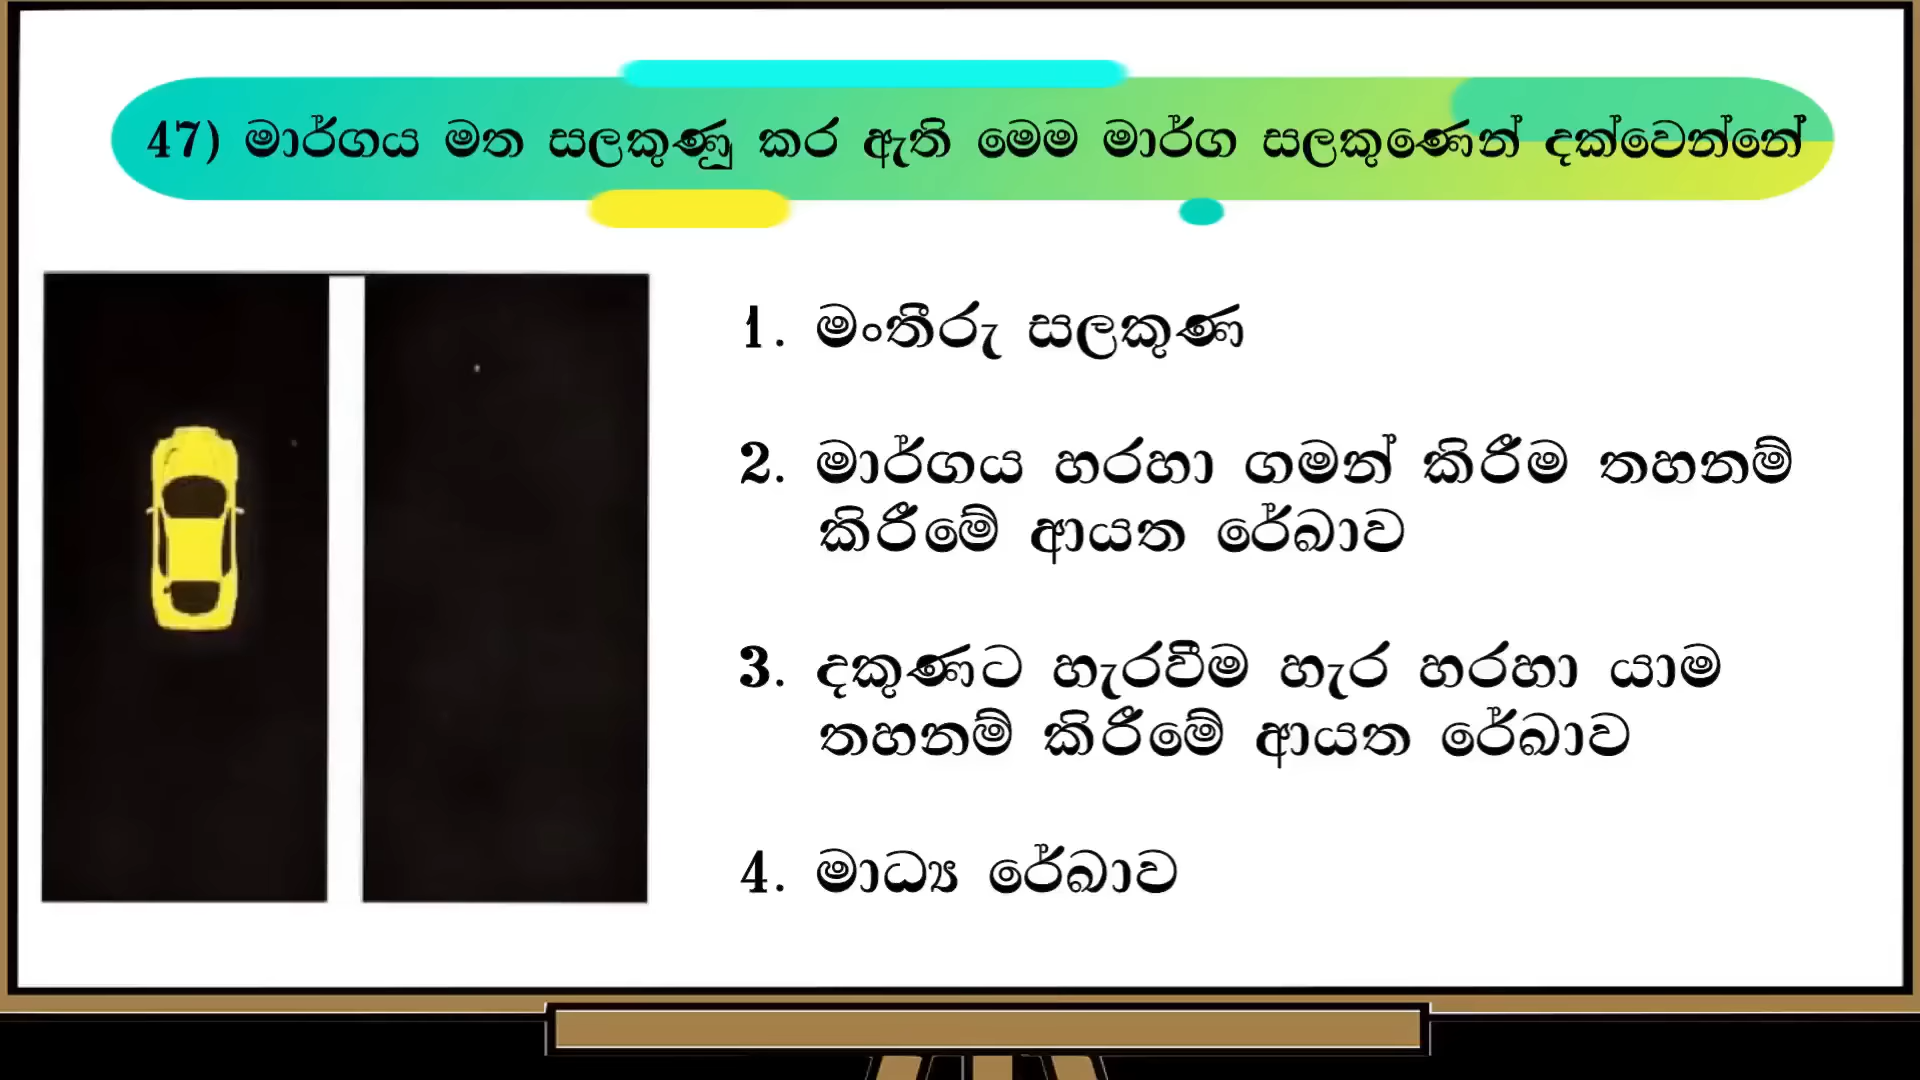 47) මාර්ගය මත සලකුණු කර ඇති මෙම මාර්ග සලකුණෙන් දක්වෙන්නේ
1. මංතීරු සලකුණ
2. මාර්ගය හරහා ගමන් කිරීම තහනම්
කිරීමේ ආයත රේඛාව
3. දකුණට හැරවීම හැර හරහා යාම
තහනම් කිරීමේ ආයත රේඛාව
4. මාධ්‍ය රේඛාව